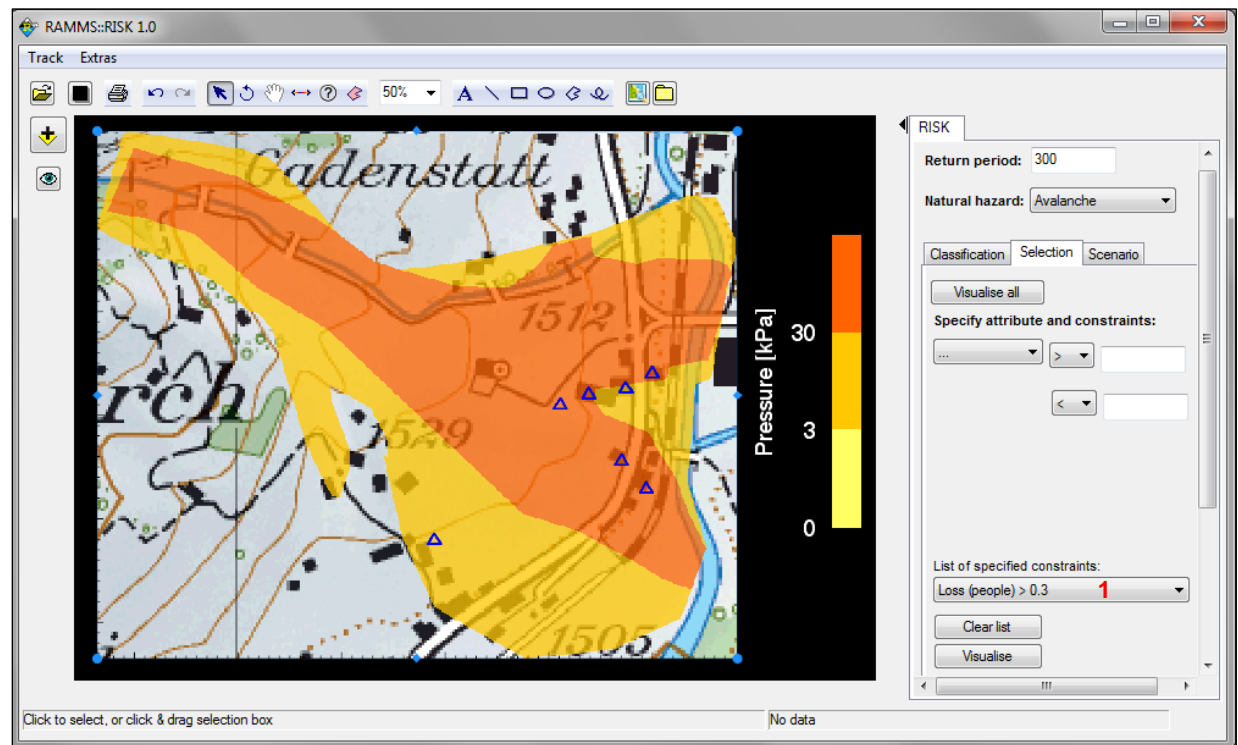 RAMMS::RISK 1.0
Track Extras
50%
A
RISK
Return period: 300
Natural hazard: Avalanche
Classification Selection Scenario
Visualise all
Specify attribute and constraints:
... >
<
List of specified constraints:
Loss (people) > 0.3 1
Clear list
Visualise
Gadenstatt
1512
1529
1505
Pressure [kPa]
30
3
0
Click to select, or click & drag selection box No data